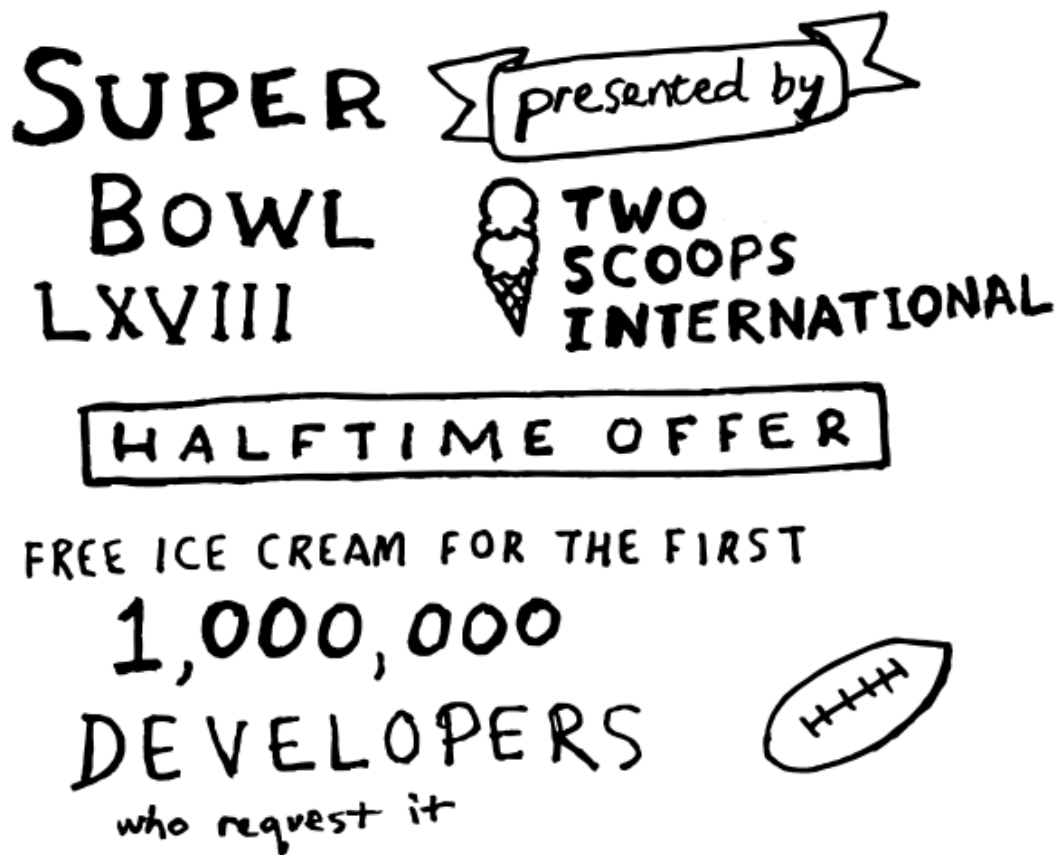 SUPER
BOWL
LXVIII
presented by
TWO
SCOOPS
INTERNATIONAL
HALFTIME OFFER
FREE ICE CREAM FOR THE FIRST
1,000,000
DEVELOPERS
who request it